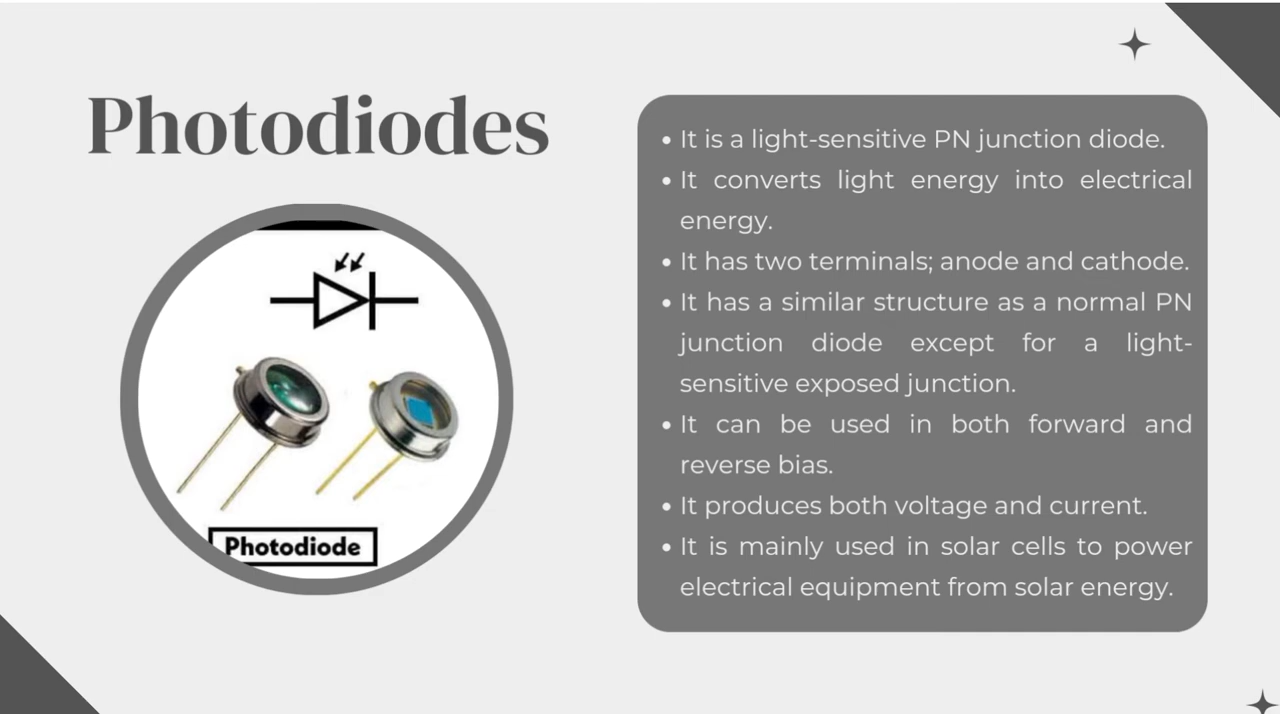 Photodiodes
• It is a light-sensitive PN junction diode.
• It converts light energy into electrical
energy.
• It has two terminals; anode and cathode.
• It has a similar structure as a normal PN
junction diode except for a light-
sensitive exposed junction.
• It can be used in both forward and
reverse bias.
• It produces both voltage and current.
• It is mainly used in solar cells to power
electrical equipment from solar energy.
Photodiode